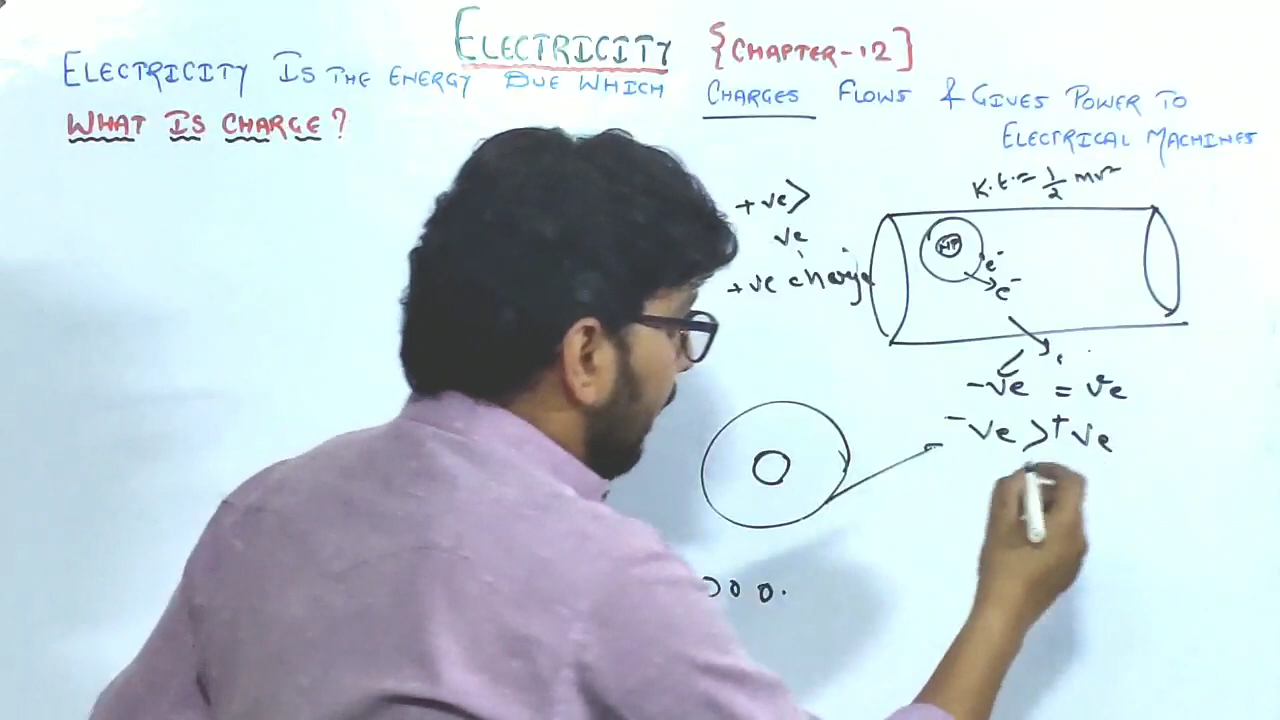 ELECTRICITY {CHAPTER-12]
ELECTRICITY IS THE ENERGY DUE WHICH CHARGES FLOWS & GIVES POWER TO
ELECTRICAL MACHINES
WHAT IS CHARGE?
K.E.= 1/2 mv²
+ve>
ve
+ve charge
NP
e⁻
e⁻
-ve = ve
-ve >+ve